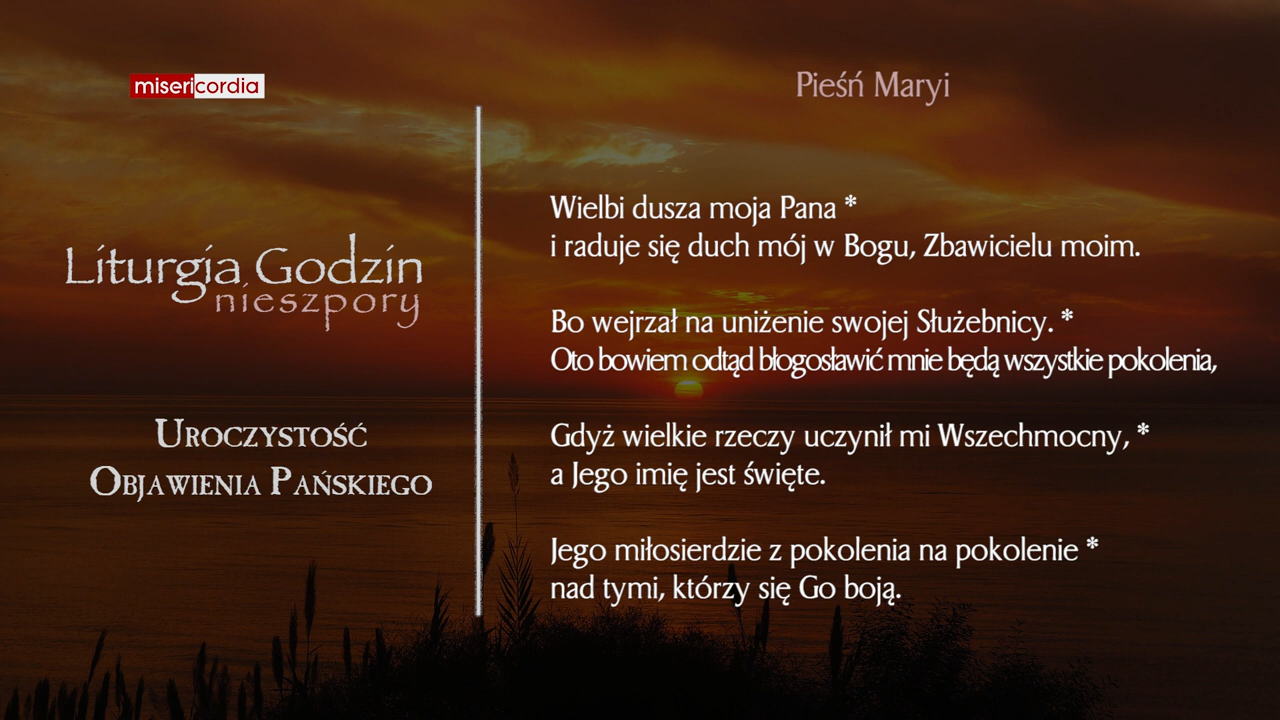 misericordia
Liturgia Godzin
nieszpory
Uroczystość
Objawienia Pańskiego
Pieśń Maryi
Wielbi dusza moja Pana *
i raduje się duch mój w Bogu, Zbawicielu moim.
Bo wejrzał na uniżenie swojej Służebnicy. *
Oto bowiem odtąd błogosławić mnie będą wszystkie pokolenia,
Gdyż wielkie rzeczy uczynił mi Wszechmocny, *
a Jego imię jest święte.
Jego miłosierdzie z pokolenia na pokolenie *
nad tymi, którzy się Go boją.